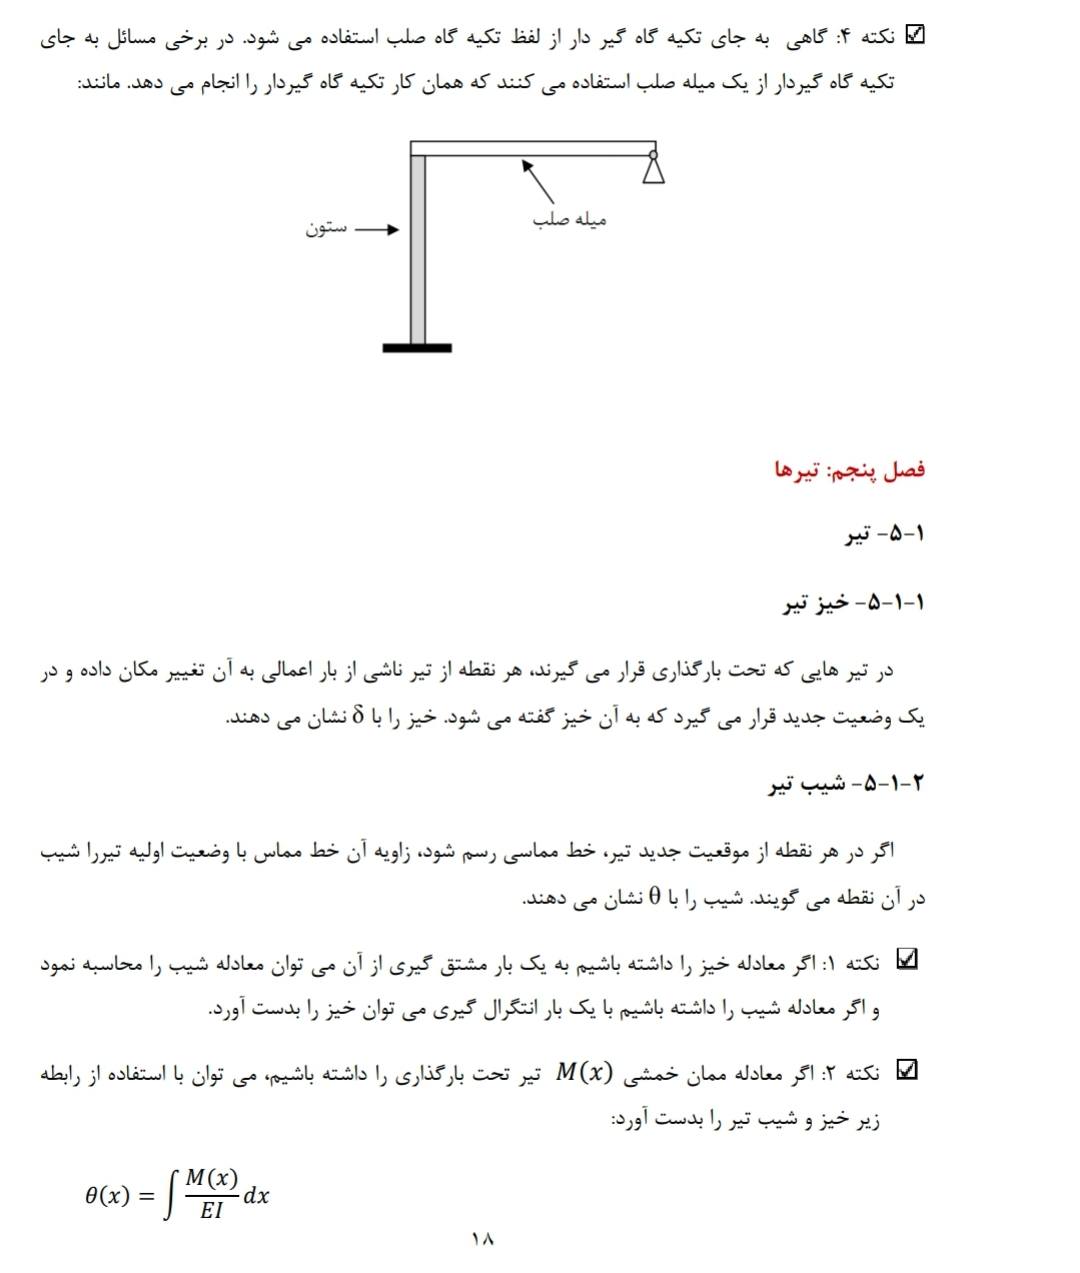 نکته ۴: گاهی به جای تکیه گاه گیر دار از لفظ تکیه گاه صلب استفاده می شود. در برخی مسائل به جای
تکیه گاه گیردار از یک میله صلب استفاده می کنند که همان کار تکیه گاه گیردار را انجام می دهد. مانند:
میله صلب
ستون
فصل پنجم: تیرها
۵-۱- تیر
۵-۱-۱- خیز تیر
در تیر هایی که تحت بارگذاری قرار می گیرند، هر نقطه از تیر ناشی از بار اعمالی به آن تغییر مکان داده و در
یک وضعیت جدید قرار می گیرد که به آن خیز گفته می شود. خیز را با δ نشان می دهند.
۵-۱-۲- شیب تیر
اگر در هر نقطه از موقعیت جدید تیر، خط مماسی رسم شود، زاویه آن خط مماس با وضعیت اولیه تیررا شیب
در آن نقطه می گویند. شیب را با θ نشان می دهند.
نکته ۱: اگر معادله خیز را داشته باشیم به یک بار مشتق گیری از آن می توان معادله شیب را محاسبه نمود
و اگر معادله شیب را داشته باشیم با یک بار انتگرال گیری می توان خیز را بدست آورد.
نکته ۲: اگر معادله ممان خمشی M(x) تیر تحت بارگذاری را داشته باشیم، می توان با استفاده از رابطه
زیر خیز و شیب تیر را بدست آورد:
θ(x) = ∫ M(x)/EI dx
۱۸